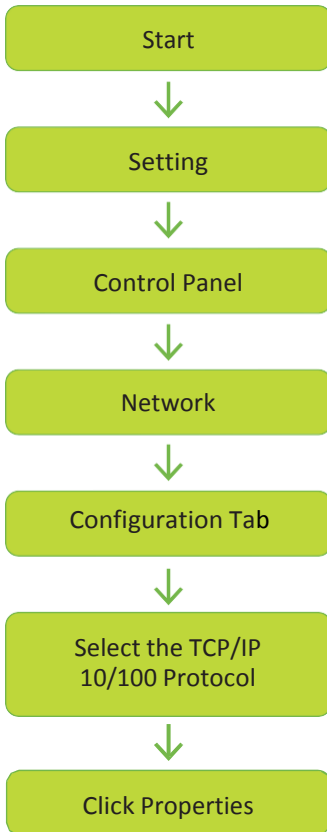 Start
Setting
Control Panel
Network
Configuration Tab
Select the TCP/IP
10/100 Protocol
Click Properties